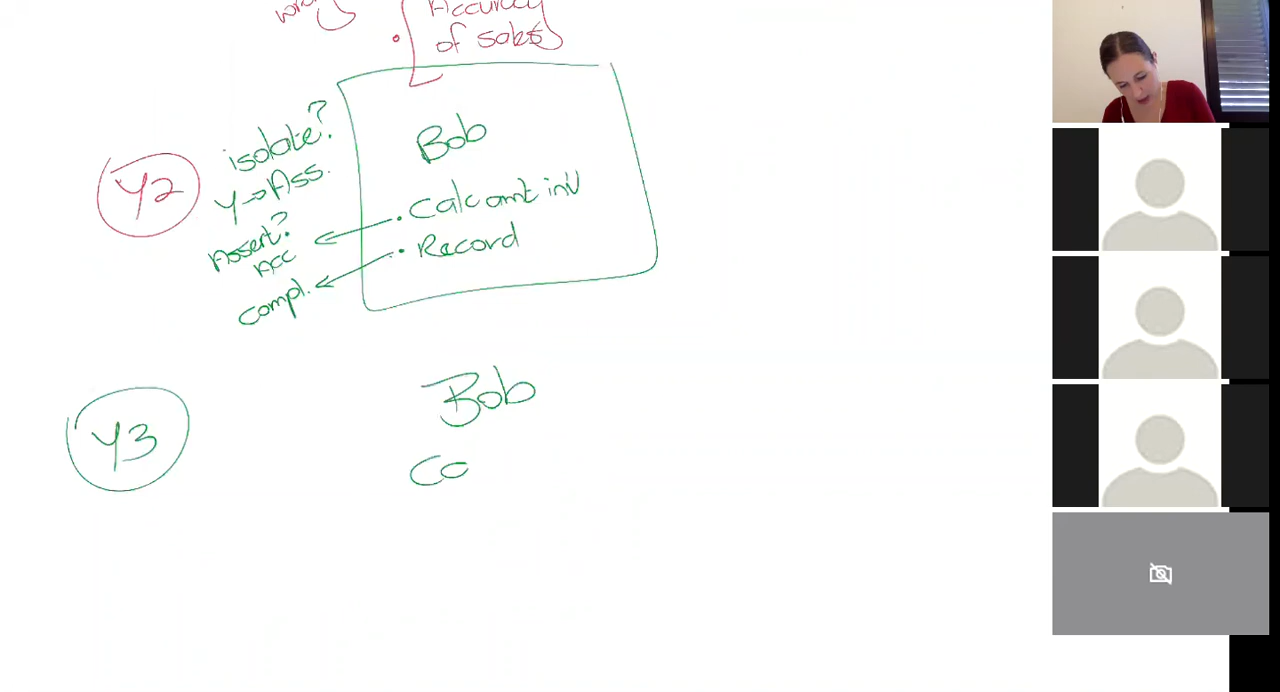 Accuracy
of sales
Y2
isolate?
Y→Ass.
Assert?
Acc
Compl.
Bob
• Calc amt inv
• Record
Y3
Bob
Co